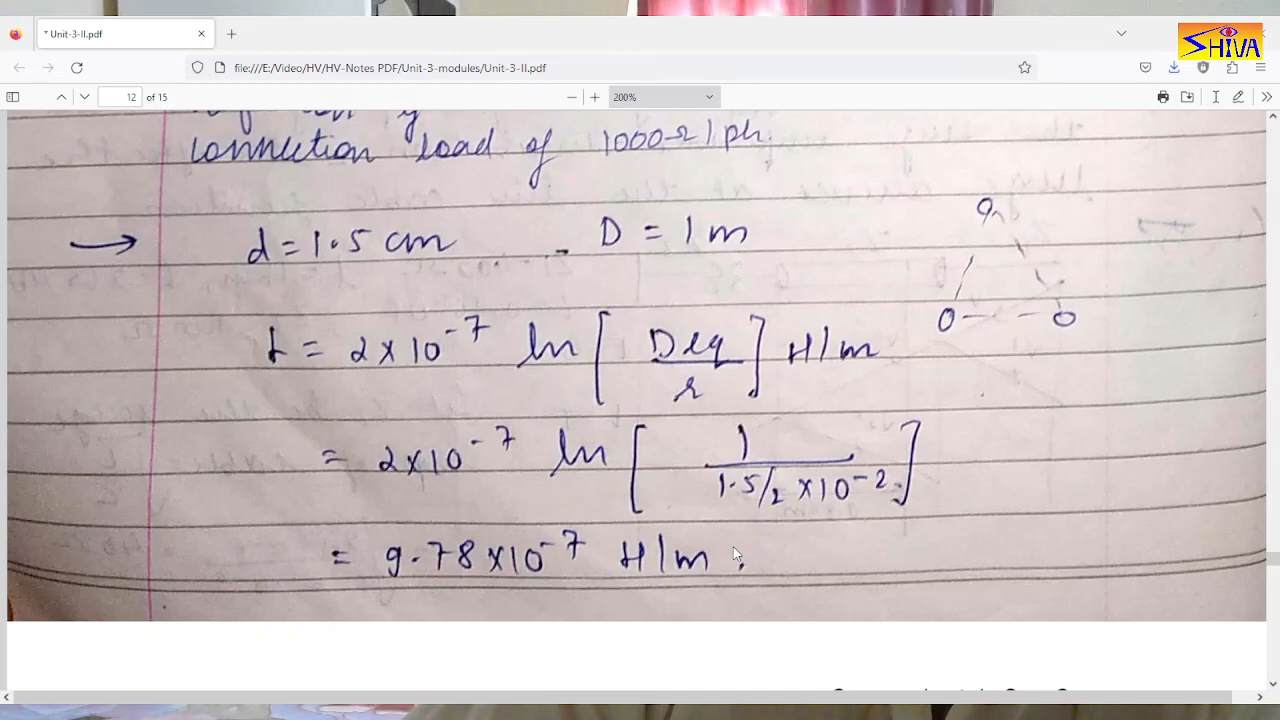 SHIVA
* Unit-3-II.pdf
file:///E:/Video/HV/HV-Notes PDF/Unit-3-modules/Unit-3-II.pdf
12 of 15
200%
connection load of 1000Ω/ph.
d = 1.5 cm D = 1 m
L = 2×10⁻⁷ ln [ Deq / r ] H/m
= 2×10⁻⁷ ln [ 1 / 1.5/2 ×10⁻² ]
= 9.78×10⁻⁷ H/m.